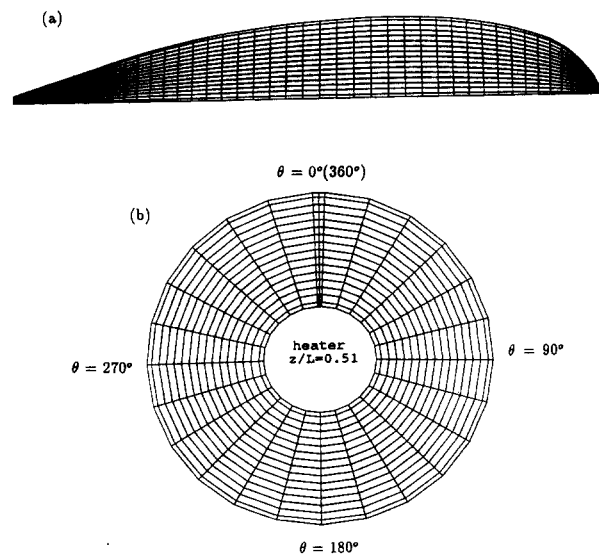 (a)
θ = 0°(360°)
(b)
heater
z/L=0.51
θ = 90°
θ = 270°
θ = 180°